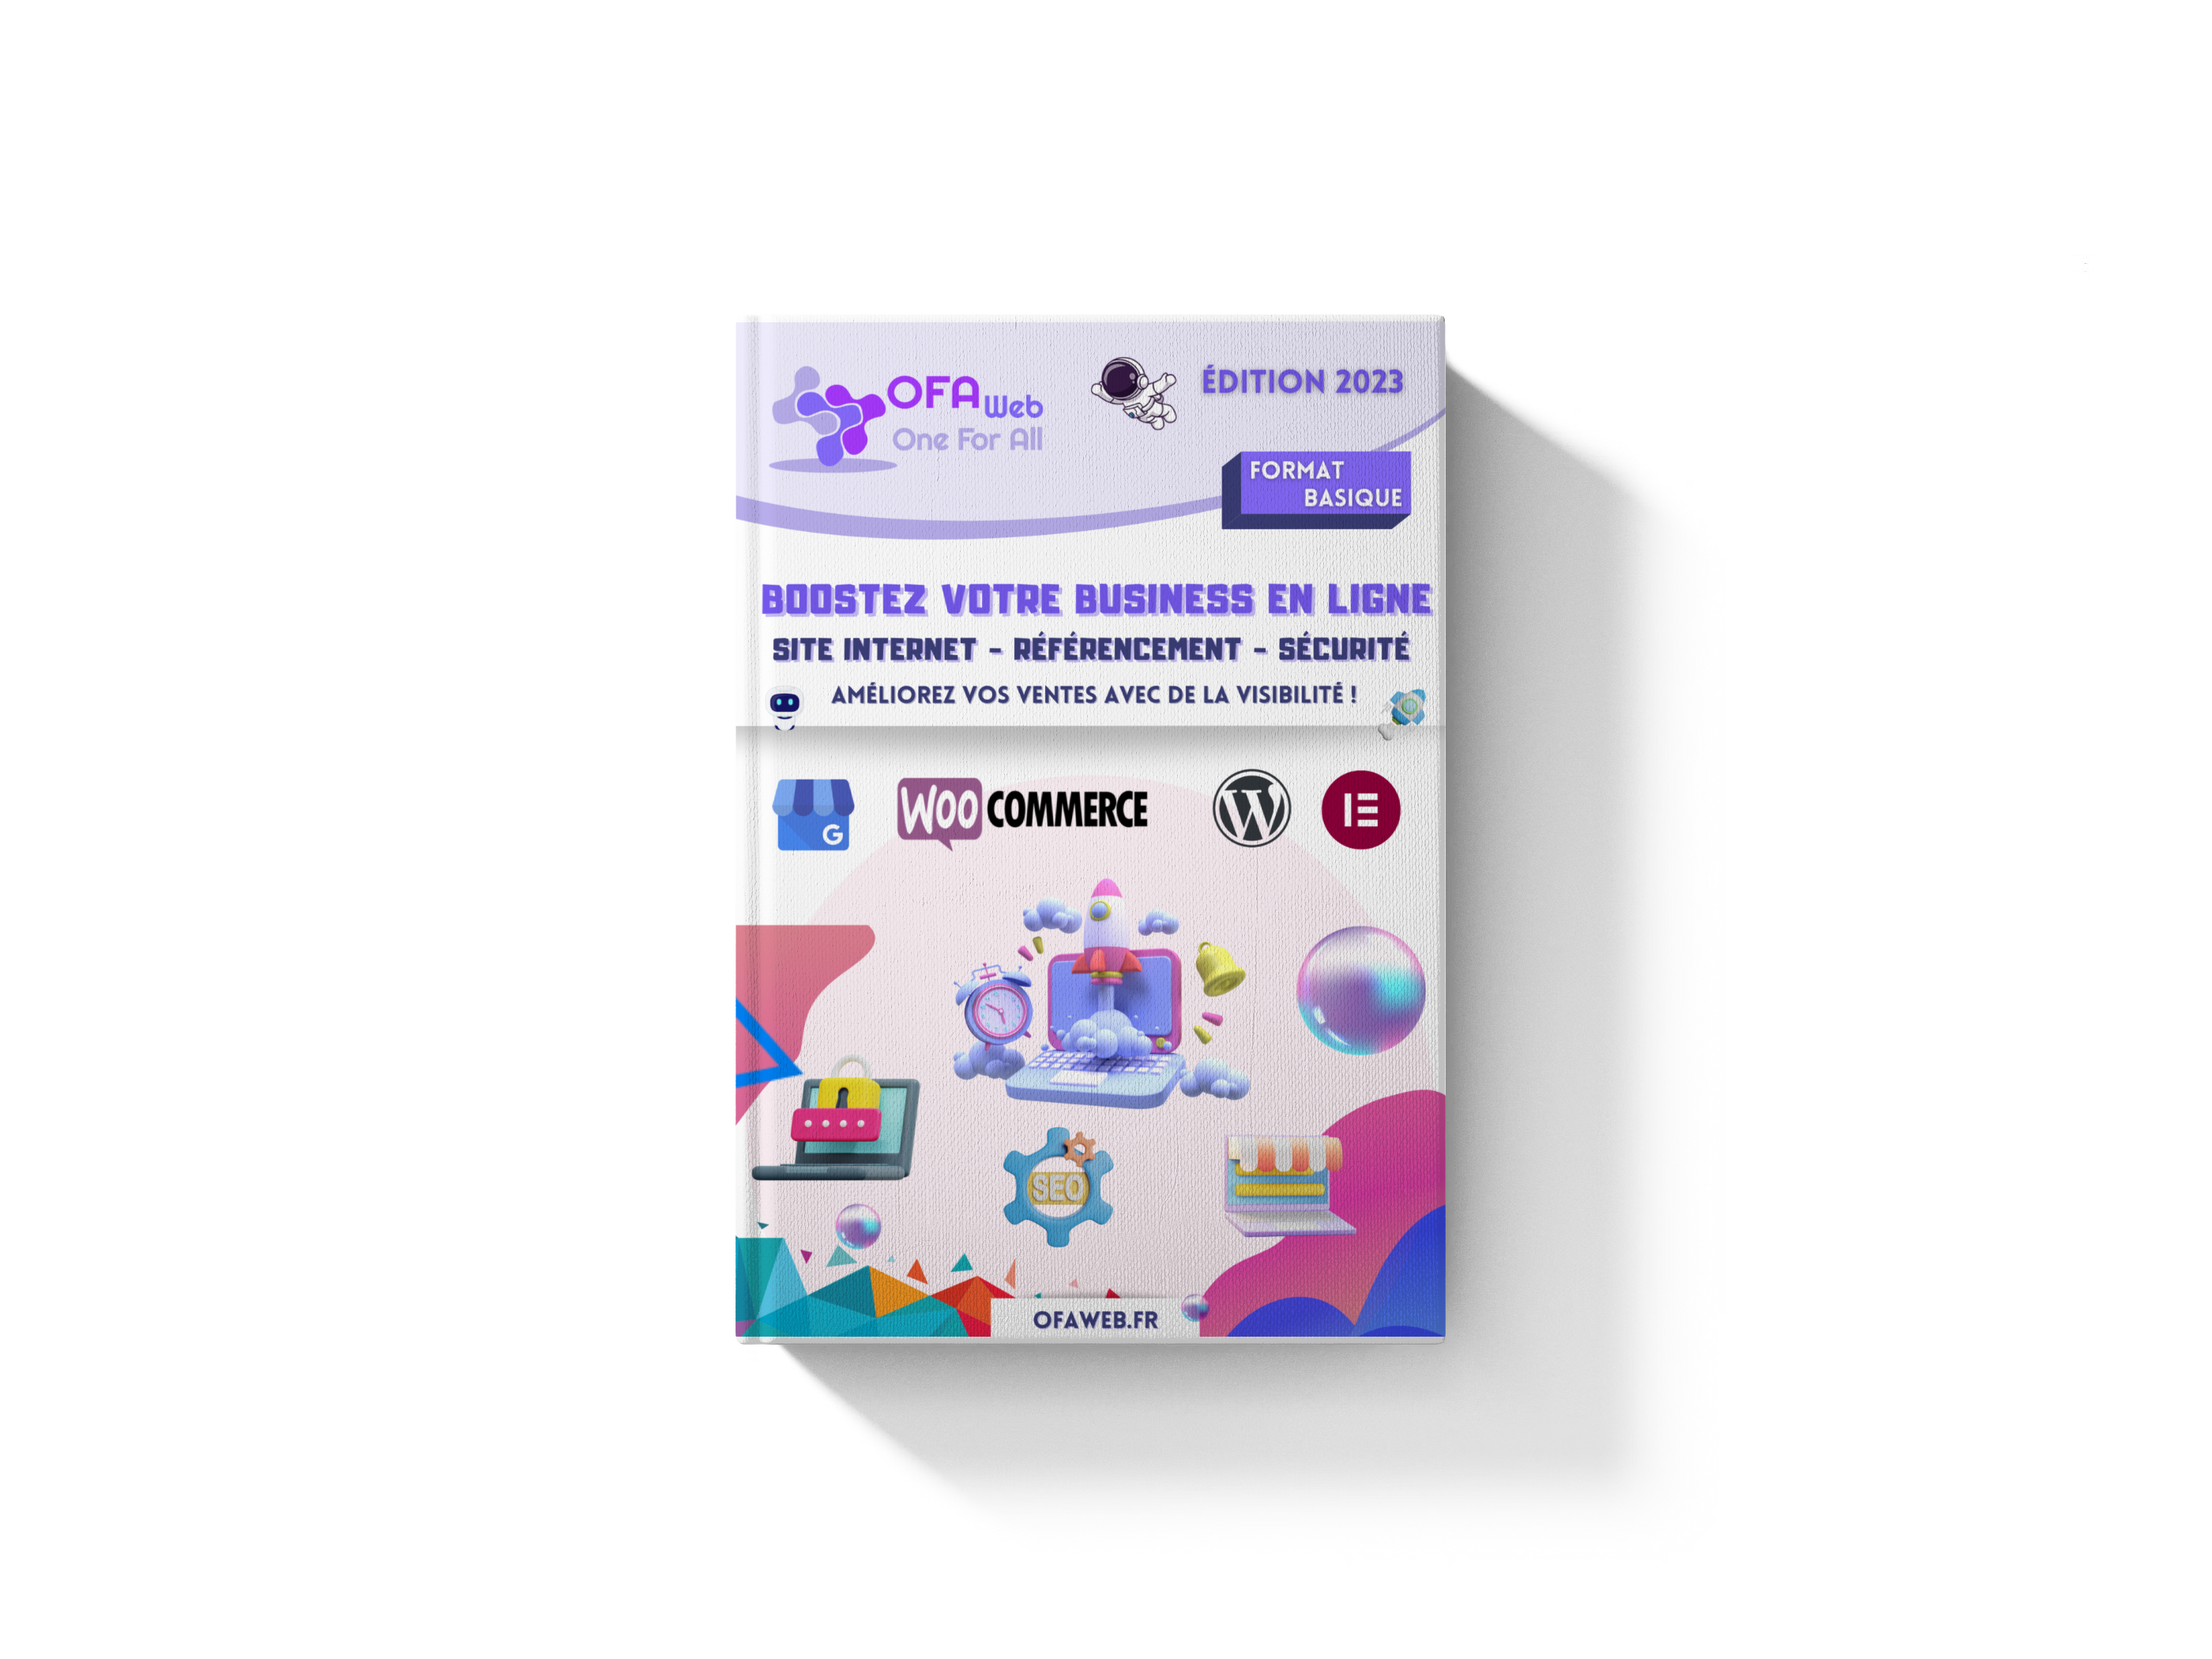 OFA Web
One For All
ÉDITION 2023
FORMAT
BASIQUE
BOOSTEZ VOTRE BUSINESS EN LIGNE
SITE INTERNET - RÉFÉRENCEMENT - SÉCURITÉ
AMÉLIOREZ VOS VENTES AVEC DE LA VISIBILITÉ !
G
WOO COMMERCE
W
SEO
OFAWEB.FR